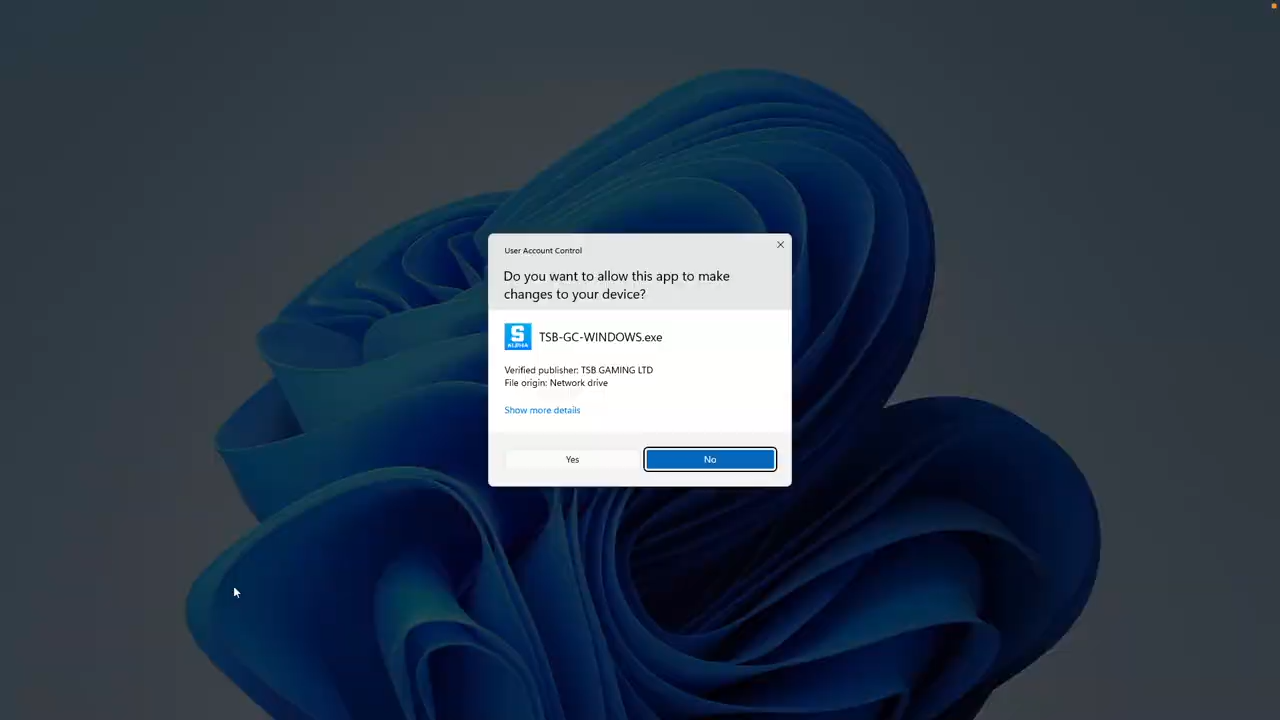 User Account Control
Do you want to allow this app to make
changes to your device?
S
ALPHA
TSB-GC-WINDOWS.exe
Verified publisher: TSB GAMING LTD
File origin: Network drive
Show more details
Yes
No